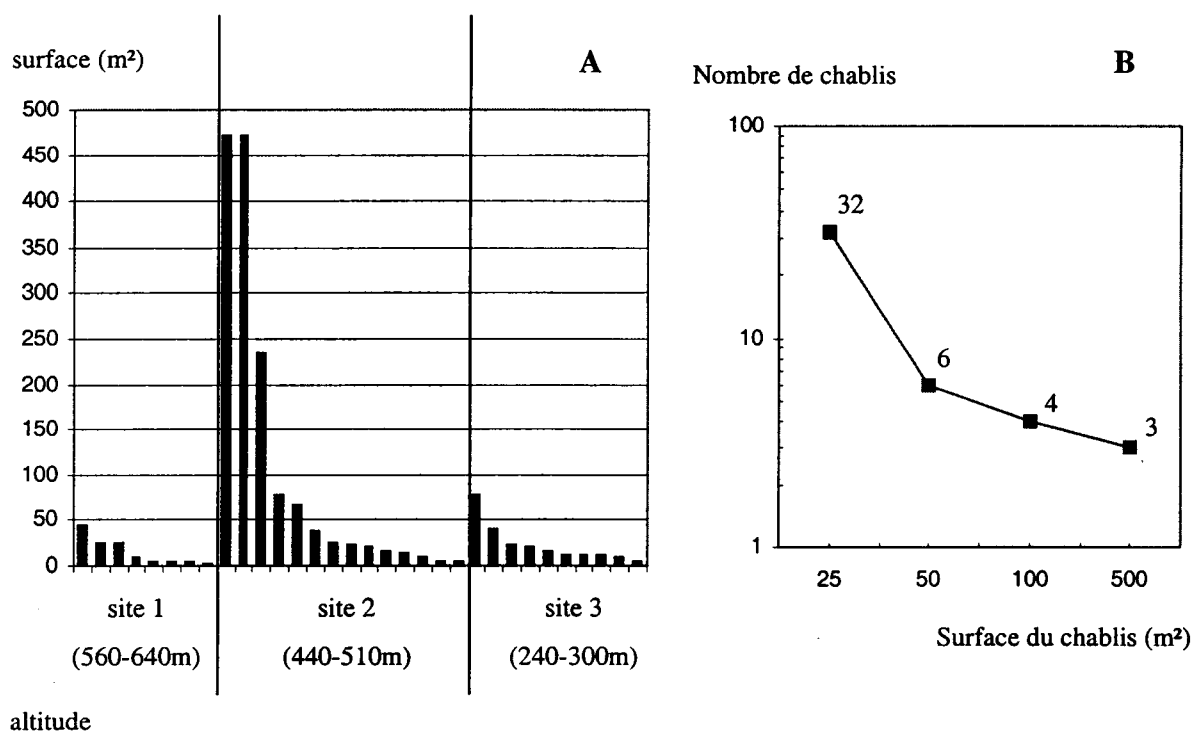 surface (m²)
A
500
450
400
350
300
250
200
150
100
50
0
site 1
site 2
site 3
(560-640m)
(440-510m)
(240-300m)
altitude
Nombre de chablis
B
100
10
1
32
6
4
3
25
50
100
500
Surface du chablis (m²)